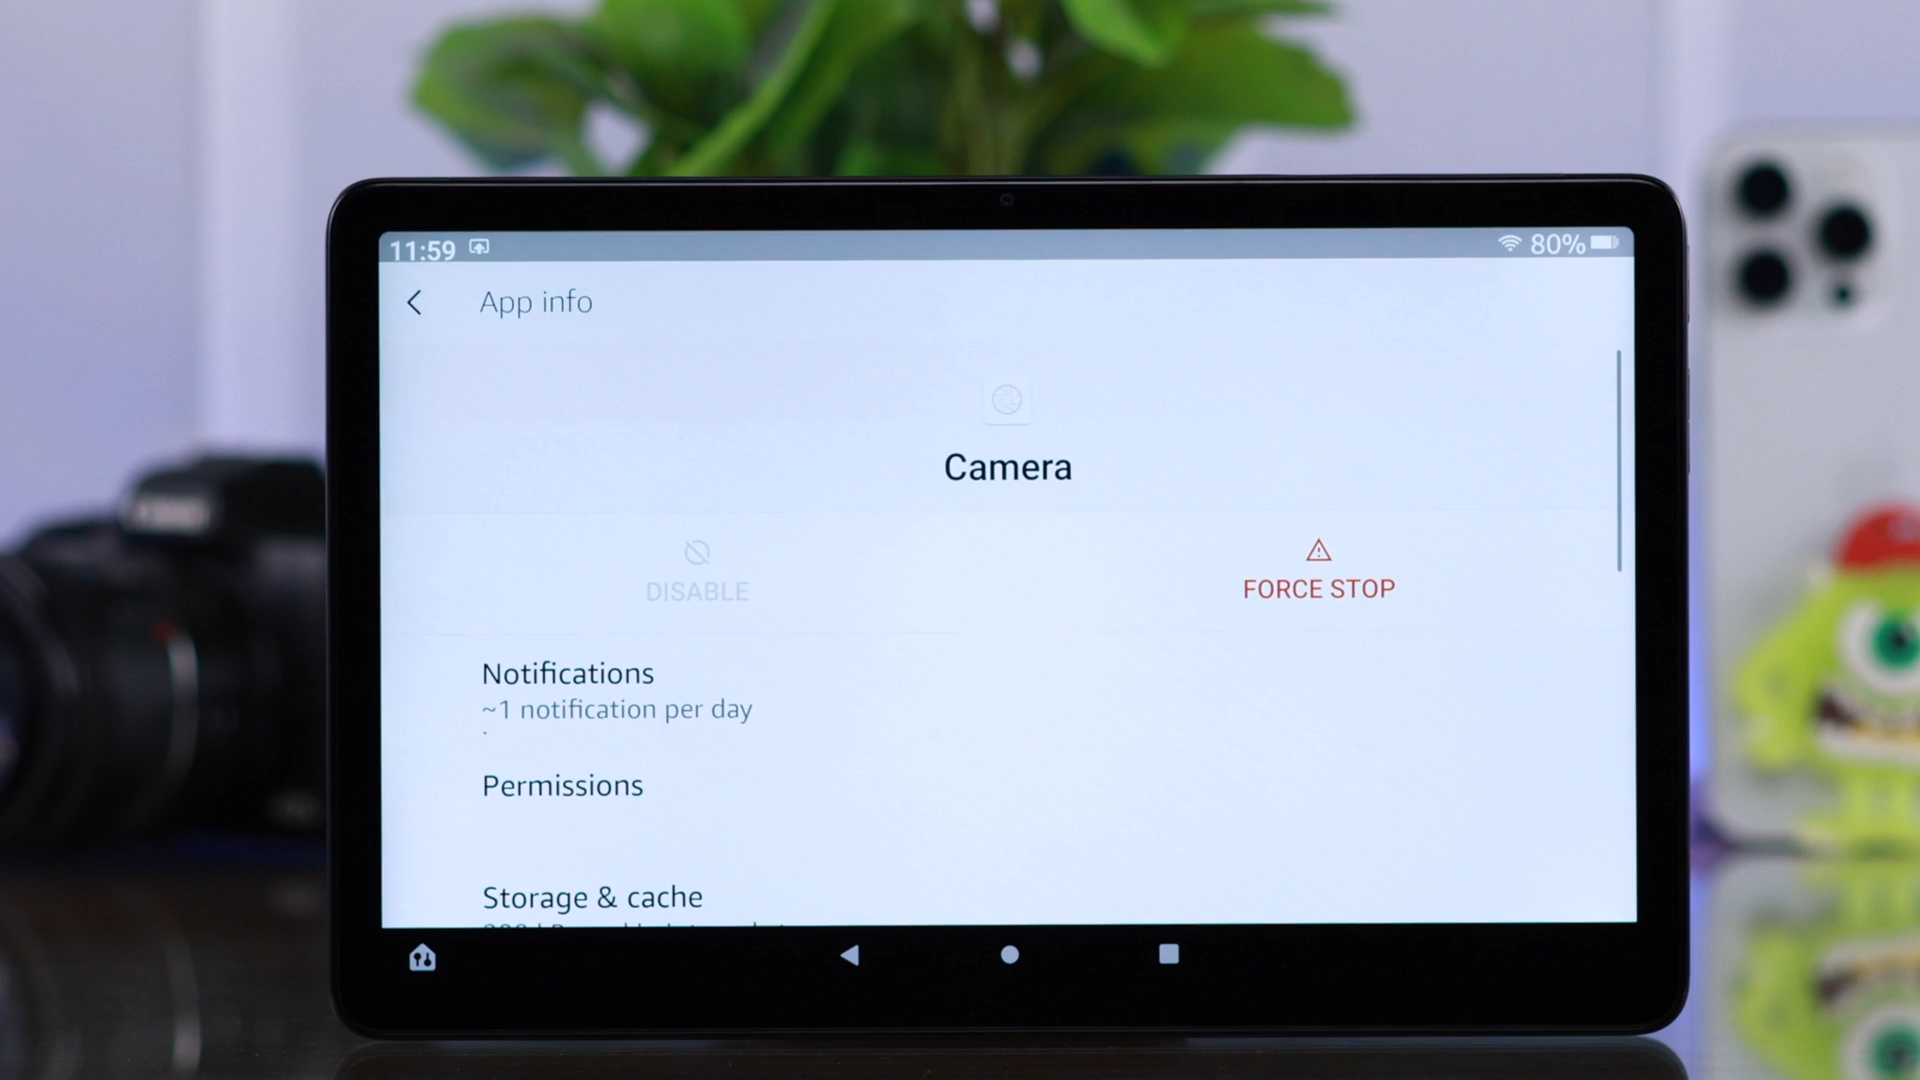 11:59
80%
App info
Camera
DISABLE
FORCE STOP
Notifications
~1 notification per day
Permissions
Storage & cache